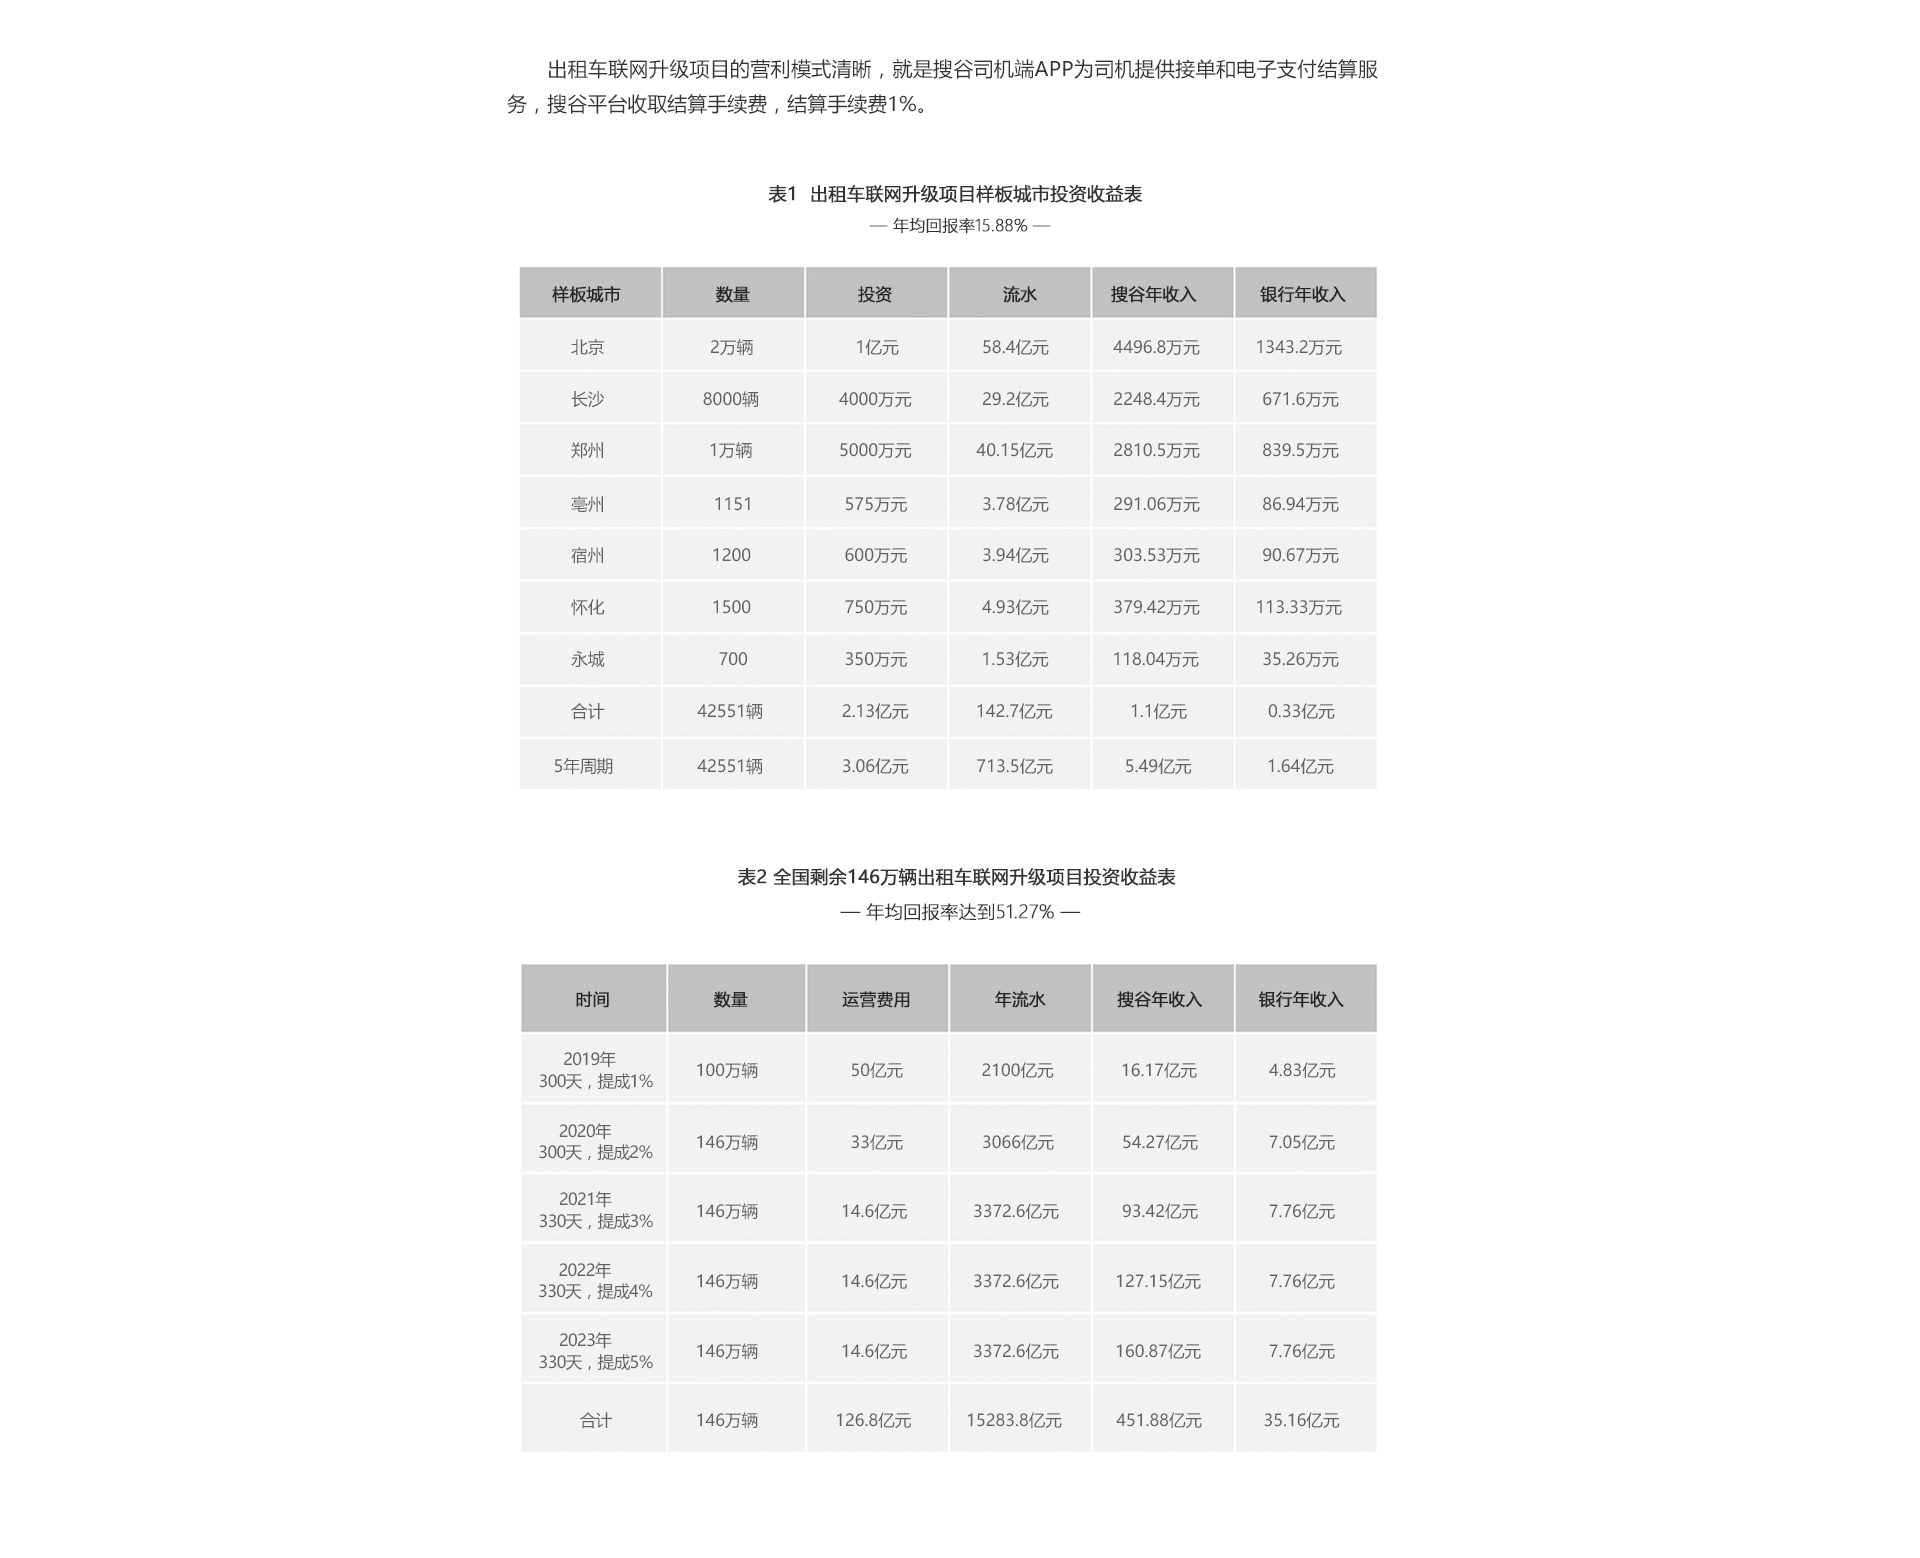 出租车联网升级项目的营利模式清晰，就是搜谷司机端APP为司机提供接单和电子支付结算服
务，搜谷平台收取结算手续费，结算手续费1%。
表1 出租车联网升级项目样板城市投资收益表
— 年均回报率15.88% —
样板城市 数量 投资 流水 搜谷年收入 银行年收入
北京 2万辆 1亿元 58.4亿元 4496.8万元 1343.2万元
长沙 8000辆 4000万元 29.2亿元 2248.4万元 671.6万元
郑州 1万辆 5000万元 40.15亿元 2810.5万元 839.5万元
亳州 1151 575万元 3.78亿元 291.06万元 86.94万元
宿州 1200 600万元 3.94亿元 303.53万元 90.67万元
怀化 1500 750万元 4.93亿元 379.42万元 113.33万元
永城 700 350万元 1.53亿元 118.04万元 35.26万元
合计 42551辆 2.13亿元 142.7亿元 1.1亿元 0.33亿元
5年周期 42551辆 3.06亿元 713.5亿元 5.49亿元 1.64亿元
表2 全国剩余146万辆出租车联网升级项目投资收益表
— 年均回报率达到51.27% —
时间 数量 运营费用 年流水 搜谷年收入 银行年收入
2019年
300天，提成1% 100万辆 50亿元 2100亿元 16.17亿元 4.83亿元
2020年
300天，提成2% 146万辆 33亿元 3066亿元 54.27亿元 7.05亿元
2021年
330天，提成3% 146万辆 14.6亿元 3372.6亿元 93.42亿元 7.76亿元
2022年
330天，提成4% 146万辆 14.6亿元 3372.6亿元 127.15亿元 7.76亿元
2023年
330天，提成5% 146万辆 14.6亿元 3372.6亿元 160.87亿元 7.76亿元
合计 146万辆 126.8亿元 15283.8亿元 451.88亿元 35.16亿元